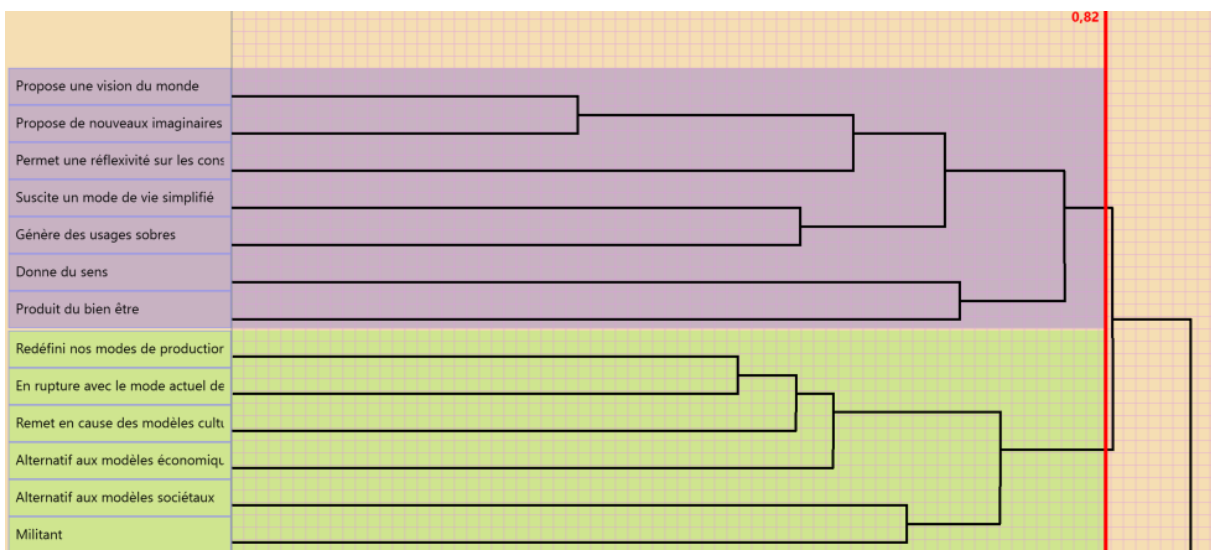 0,82
Propose une vision du monde
Propose de nouveaux imaginaires
Permet une réflexivité sur les cons
Suscite un mode de vie simplifié
Génère des usages sobres
Donne du sens
Produit du bien être
Redéfini nos modes de production
En rupture avec le mode actuel de
Remet en cause des modèles cultu
Alternatif aux modèles économiqu
Alternatif aux modèles sociétaux
Militant